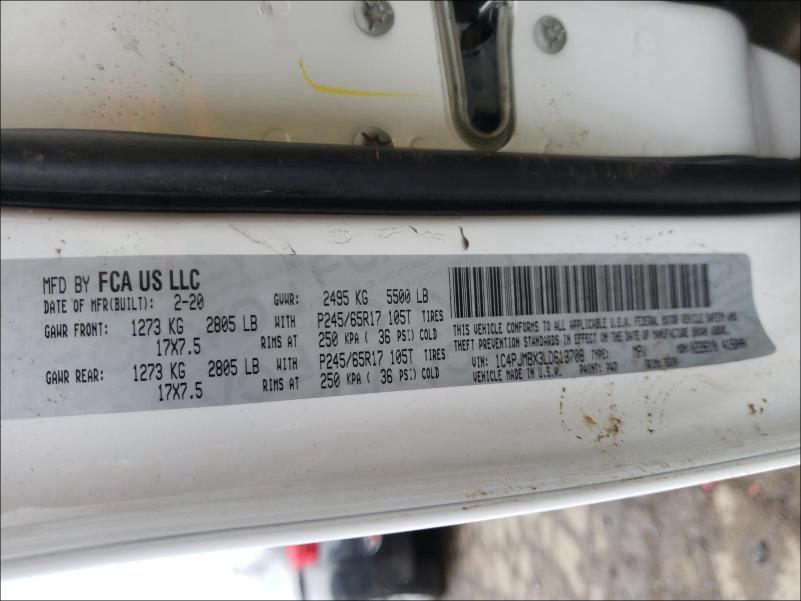 MFD BY FCA US LLC
DATE OF MFR(BUILT): 2-20 GVWR: 2495 KG 5500 LB
GAWR FRONT: 1273 KG 2805 LB WITH P245/65R17 105T TIRES
17X7.5 RIMS AT 250 KPA ( 36 PSI) COLD
GAWR REAR: 1273 KG 2805 LB WITH P245/65R17 105T TIRES
17X7.5 RIMS AT 250 KPA ( 36 PSI) COLD
THIS VEHICLE CONFORMS TO ALL APPLICABLE U.S.A. FEDERAL MOTOR VEHICLE SAFETY AND
THEFT PREVENTION STANDARDS IN EFFECT ON THE DATE OF MANUFACTURE SHOWN ABOVE.
VIN: 1C4PJMBX3LD613708 TYPE: MPV MDH:
VEHICLE MADE IN U.S.A. PAINT: PW7